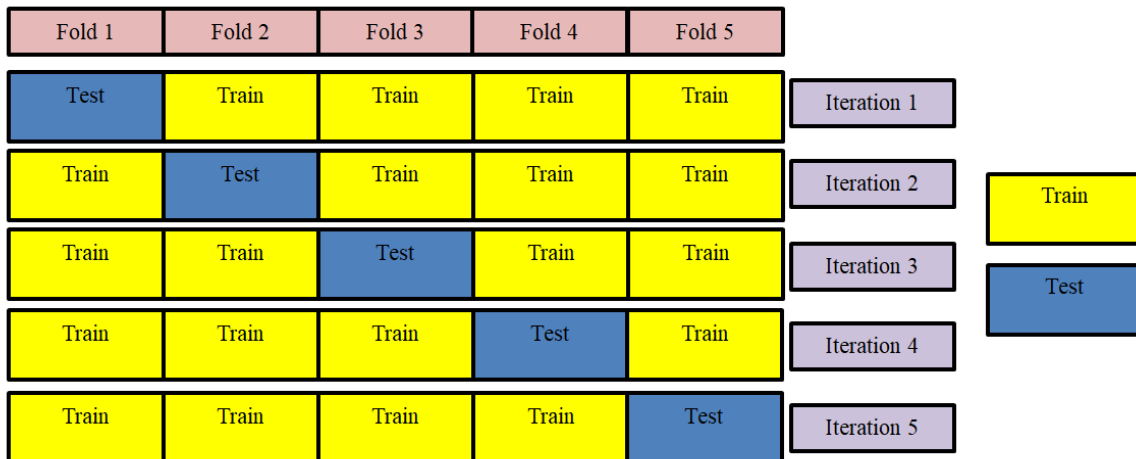 Fold 1 Fold 2 Fold 3 Fold 4 Fold 5
Test Train Train Train Train Iteration 1
Train Test Train Train Train Iteration 2
Train Train Test Train Train Iteration 3
Train Train Train Test Train Iteration 4
Train Train Train Train Test Iteration 5
Train
Test